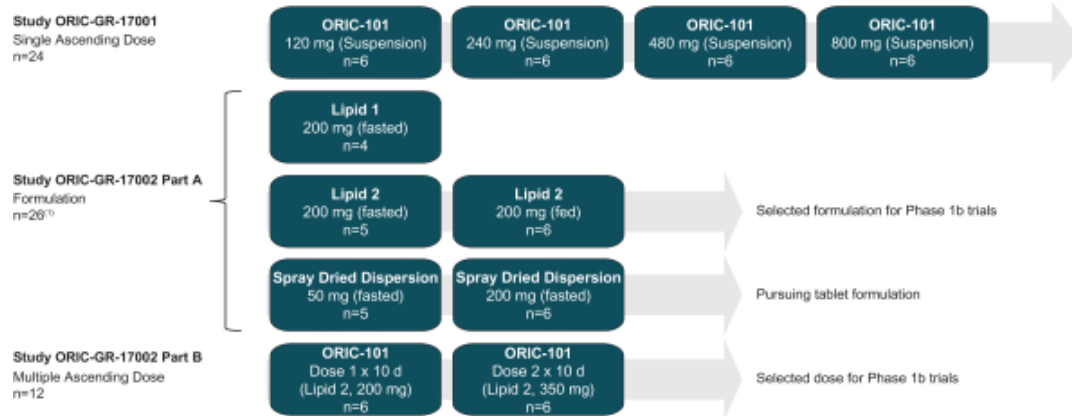 Study ORIC-GR-17001
Single Ascending Dose
n=24
ORIC-101
120 mg (Suspension)
n=6
ORIC-101
240 mg (Suspension)
n=6
ORIC-101
480 mg (Suspension)
n=6
ORIC-101
800 mg (Suspension)
n=6
Study ORIC-GR-17002 Part A
Formulation
n=26⁽¹⁾
Lipid 1
200 mg (fasted)
n=4
Lipid 2
200 mg (fasted)
n=5
Lipid 2
200 mg (fed)
n=6
Selected formulation for Phase 1b trials
Spray Dried Dispersion
50 mg (fasted)
n=5
Spray Dried Dispersion
200 mg (fasted)
n=6
Pursuing tablet formulation
Study ORIC-GR-17002 Part B
Multiple Ascending Dose
n=12
ORIC-101
Dose 1 x 10 d
(Lipid 2, 200 mg)
n=6
ORIC-101
Dose 2 x 10 d
(Lipid 2, 350 mg)
n=6
Selected dose for Phase 1b trials